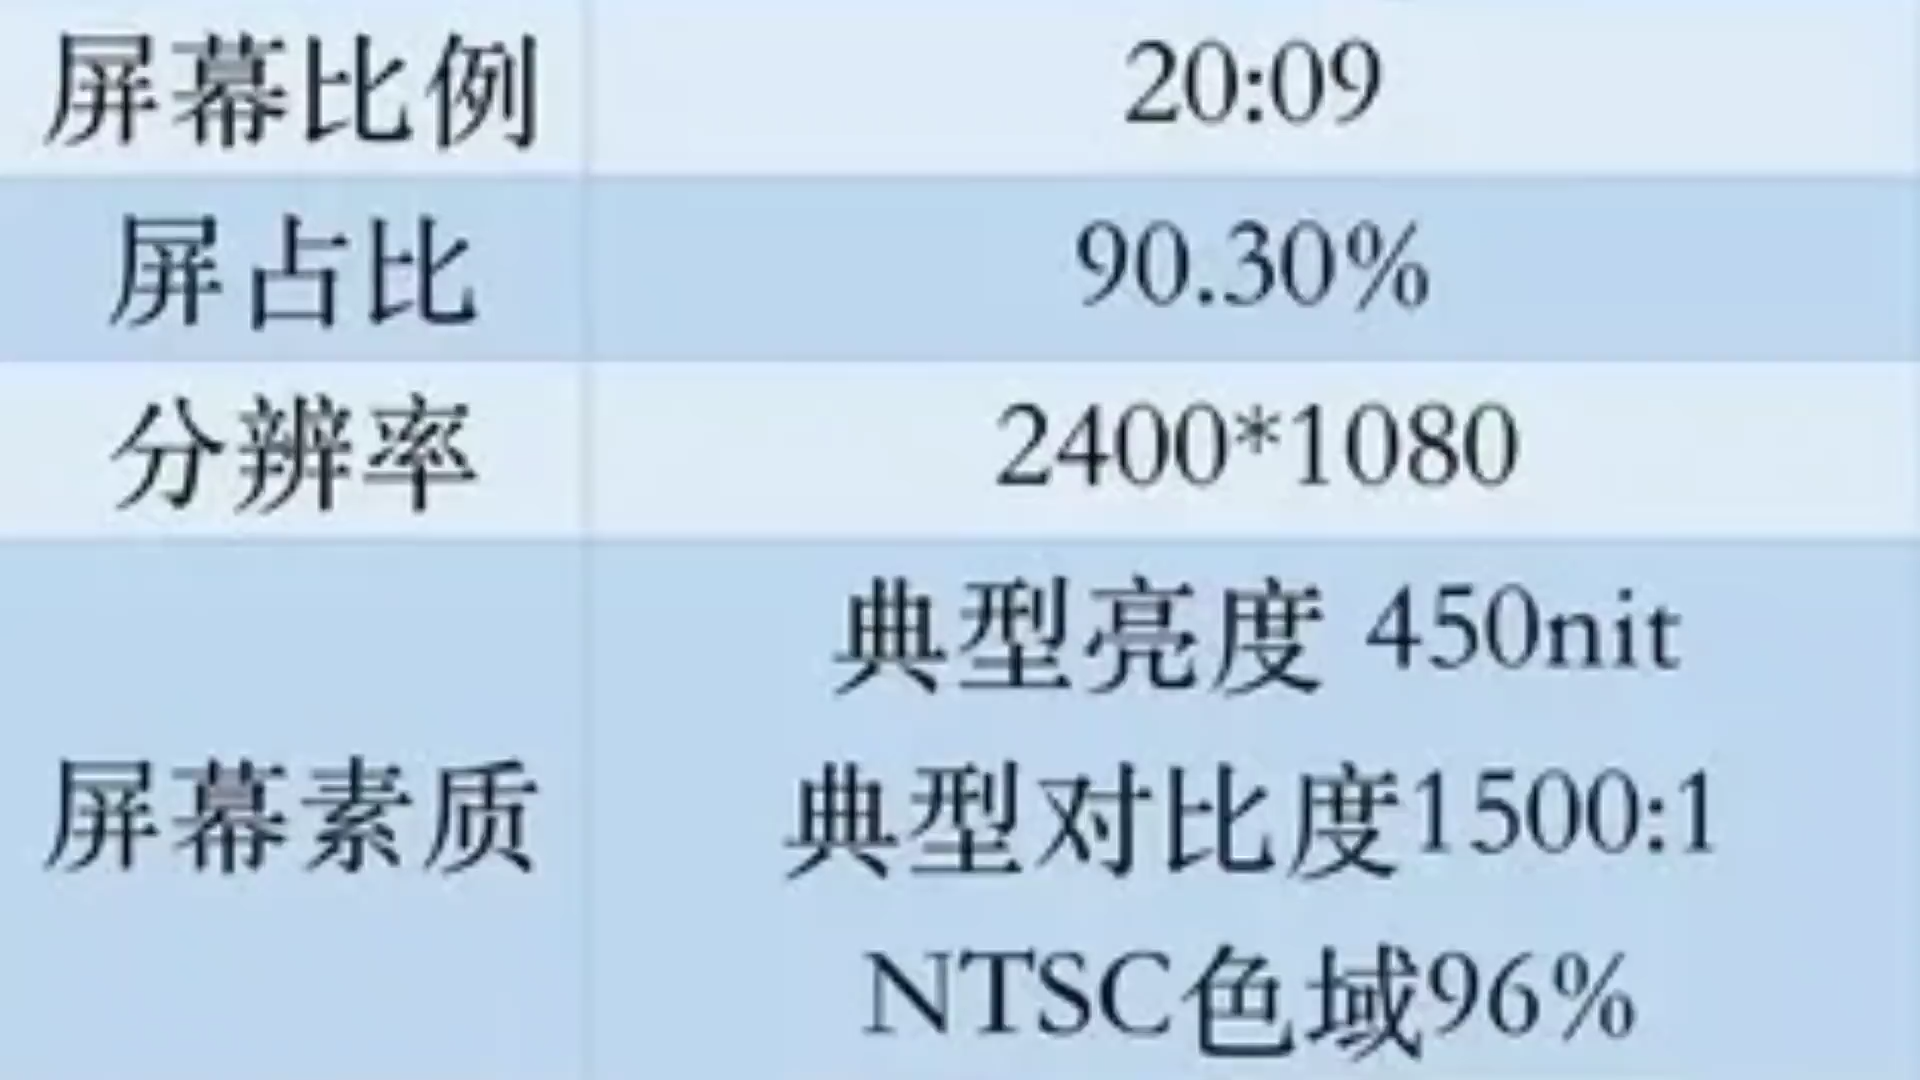 屏幕比例 20:09
屏占比 90.30%
分辨率 2400*1080
典型亮度 450nit
屏幕素质 典型对比度1500:1
NTSC色域96%